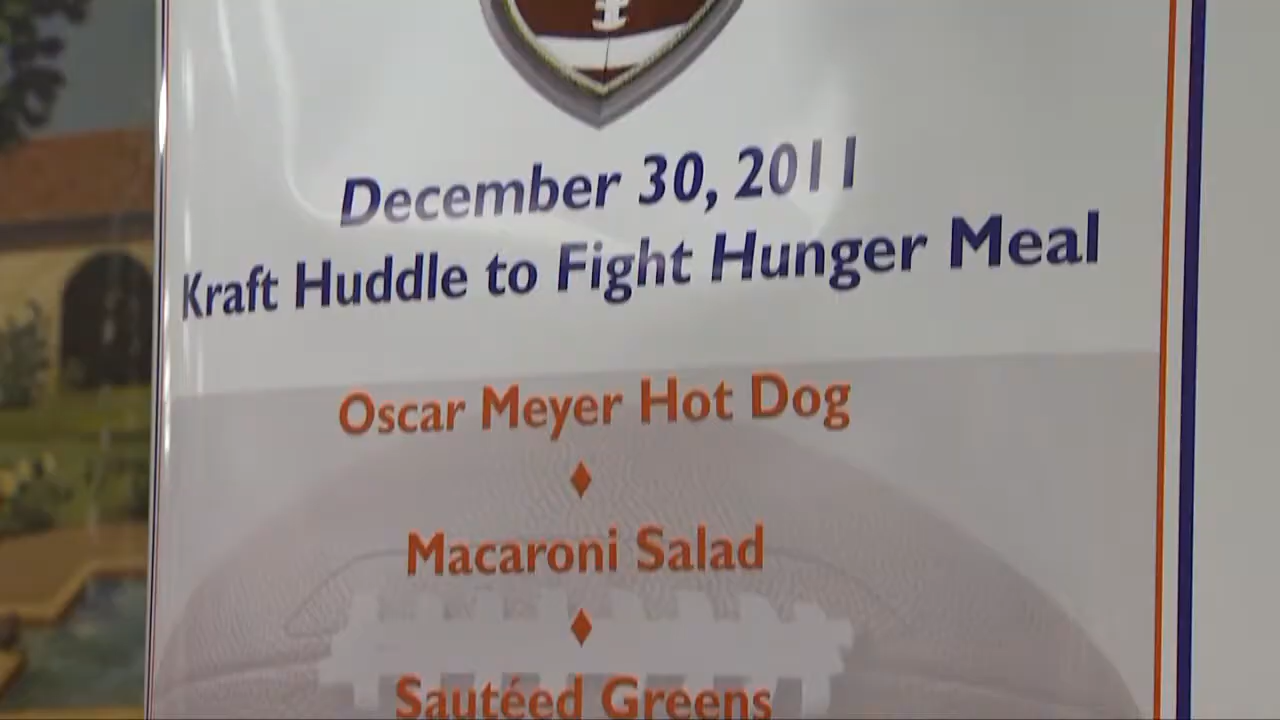 December 30, 2011
Kraft Huddle to Fight Hunger Meal
Oscar Meyer Hot Dog
Macaroni Salad
Sautéed Greens